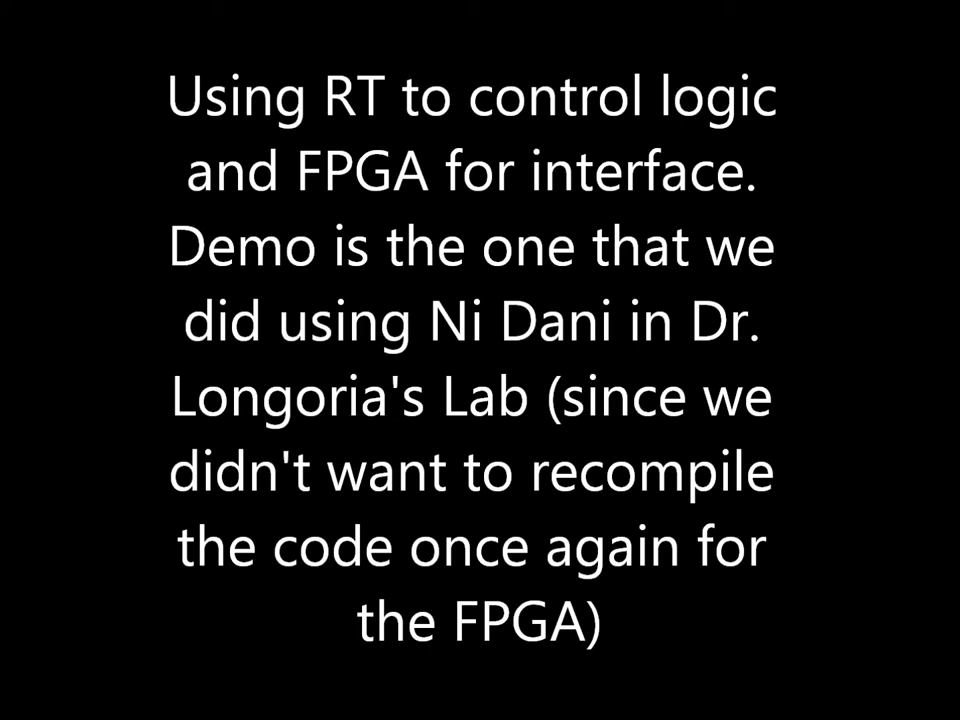 Using RT to control logic
and FPGA for interface.
Demo is the one that we
did using Ni Dani in Dr.
Longoria's Lab (since we
didn't want to recompile
the code once again for
the FPGA)